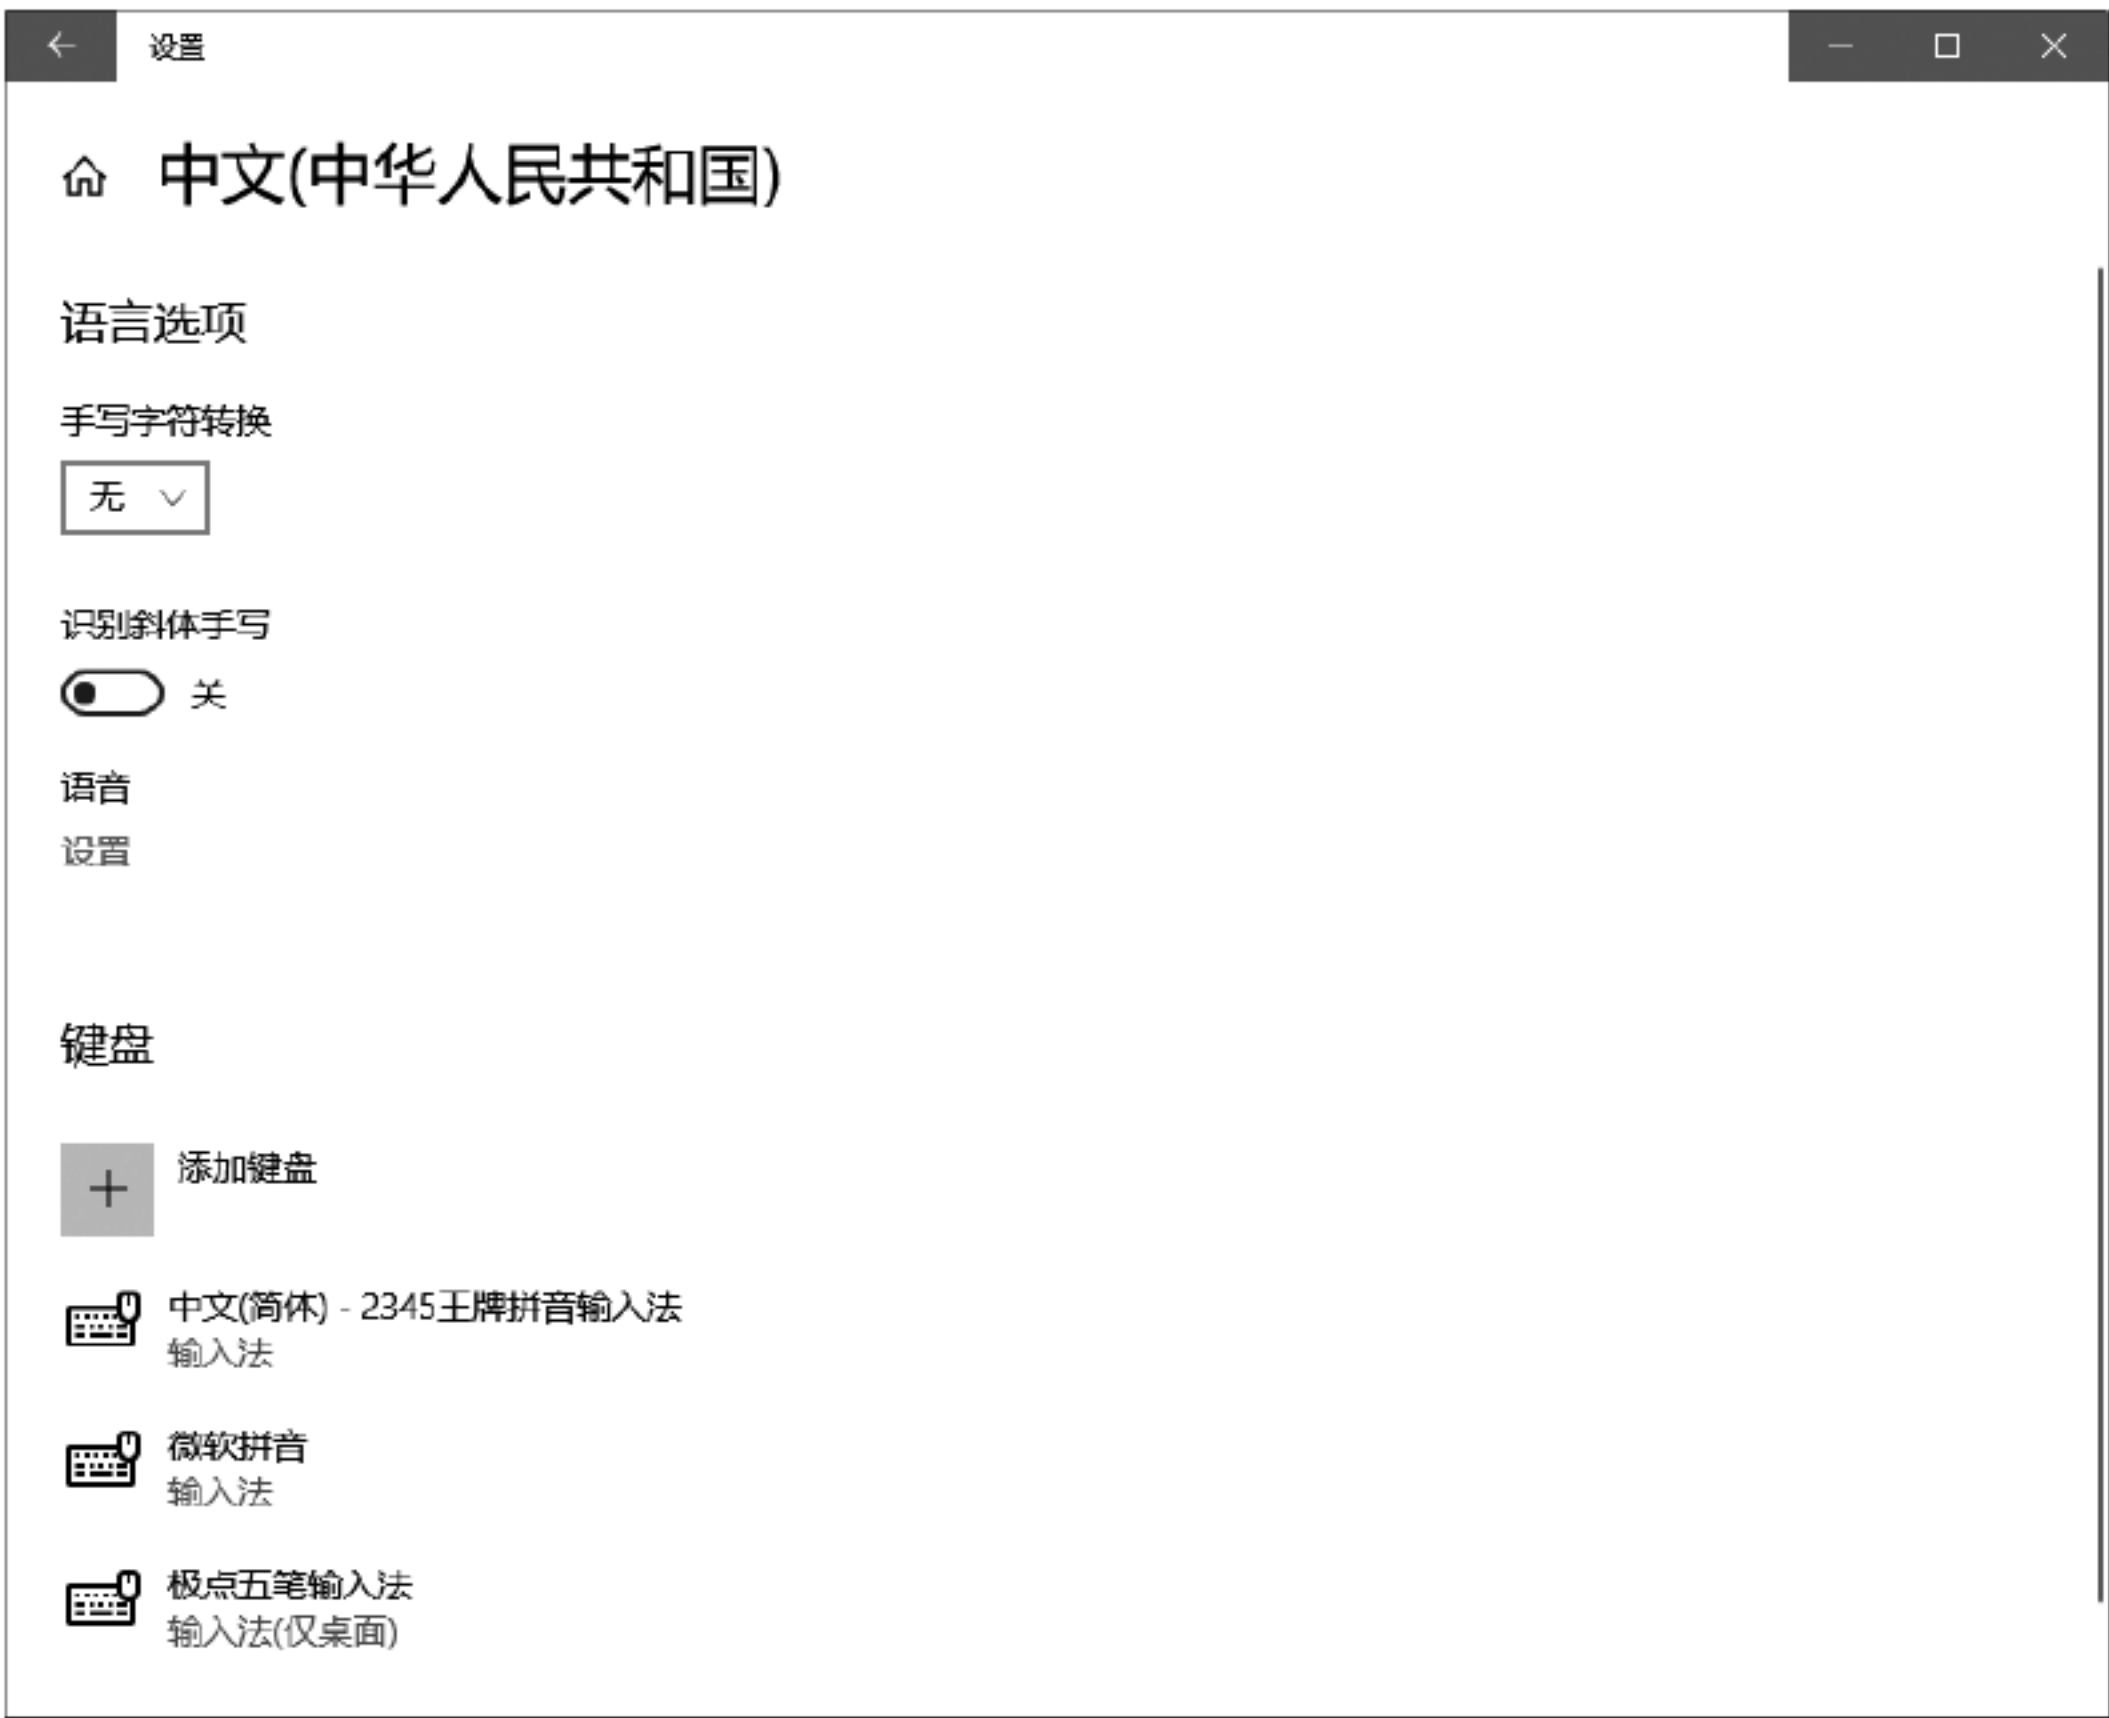 设置
中文(中华人民共和国)
语言选项
手写字符转换
无
识别斜体手写
关
语音
设置
键盘
添加键盘
中文(简体) - 2345王牌拼音输入法
输入法
微软拼音
输入法
极点五笔输入法
输入法(仅桌面)